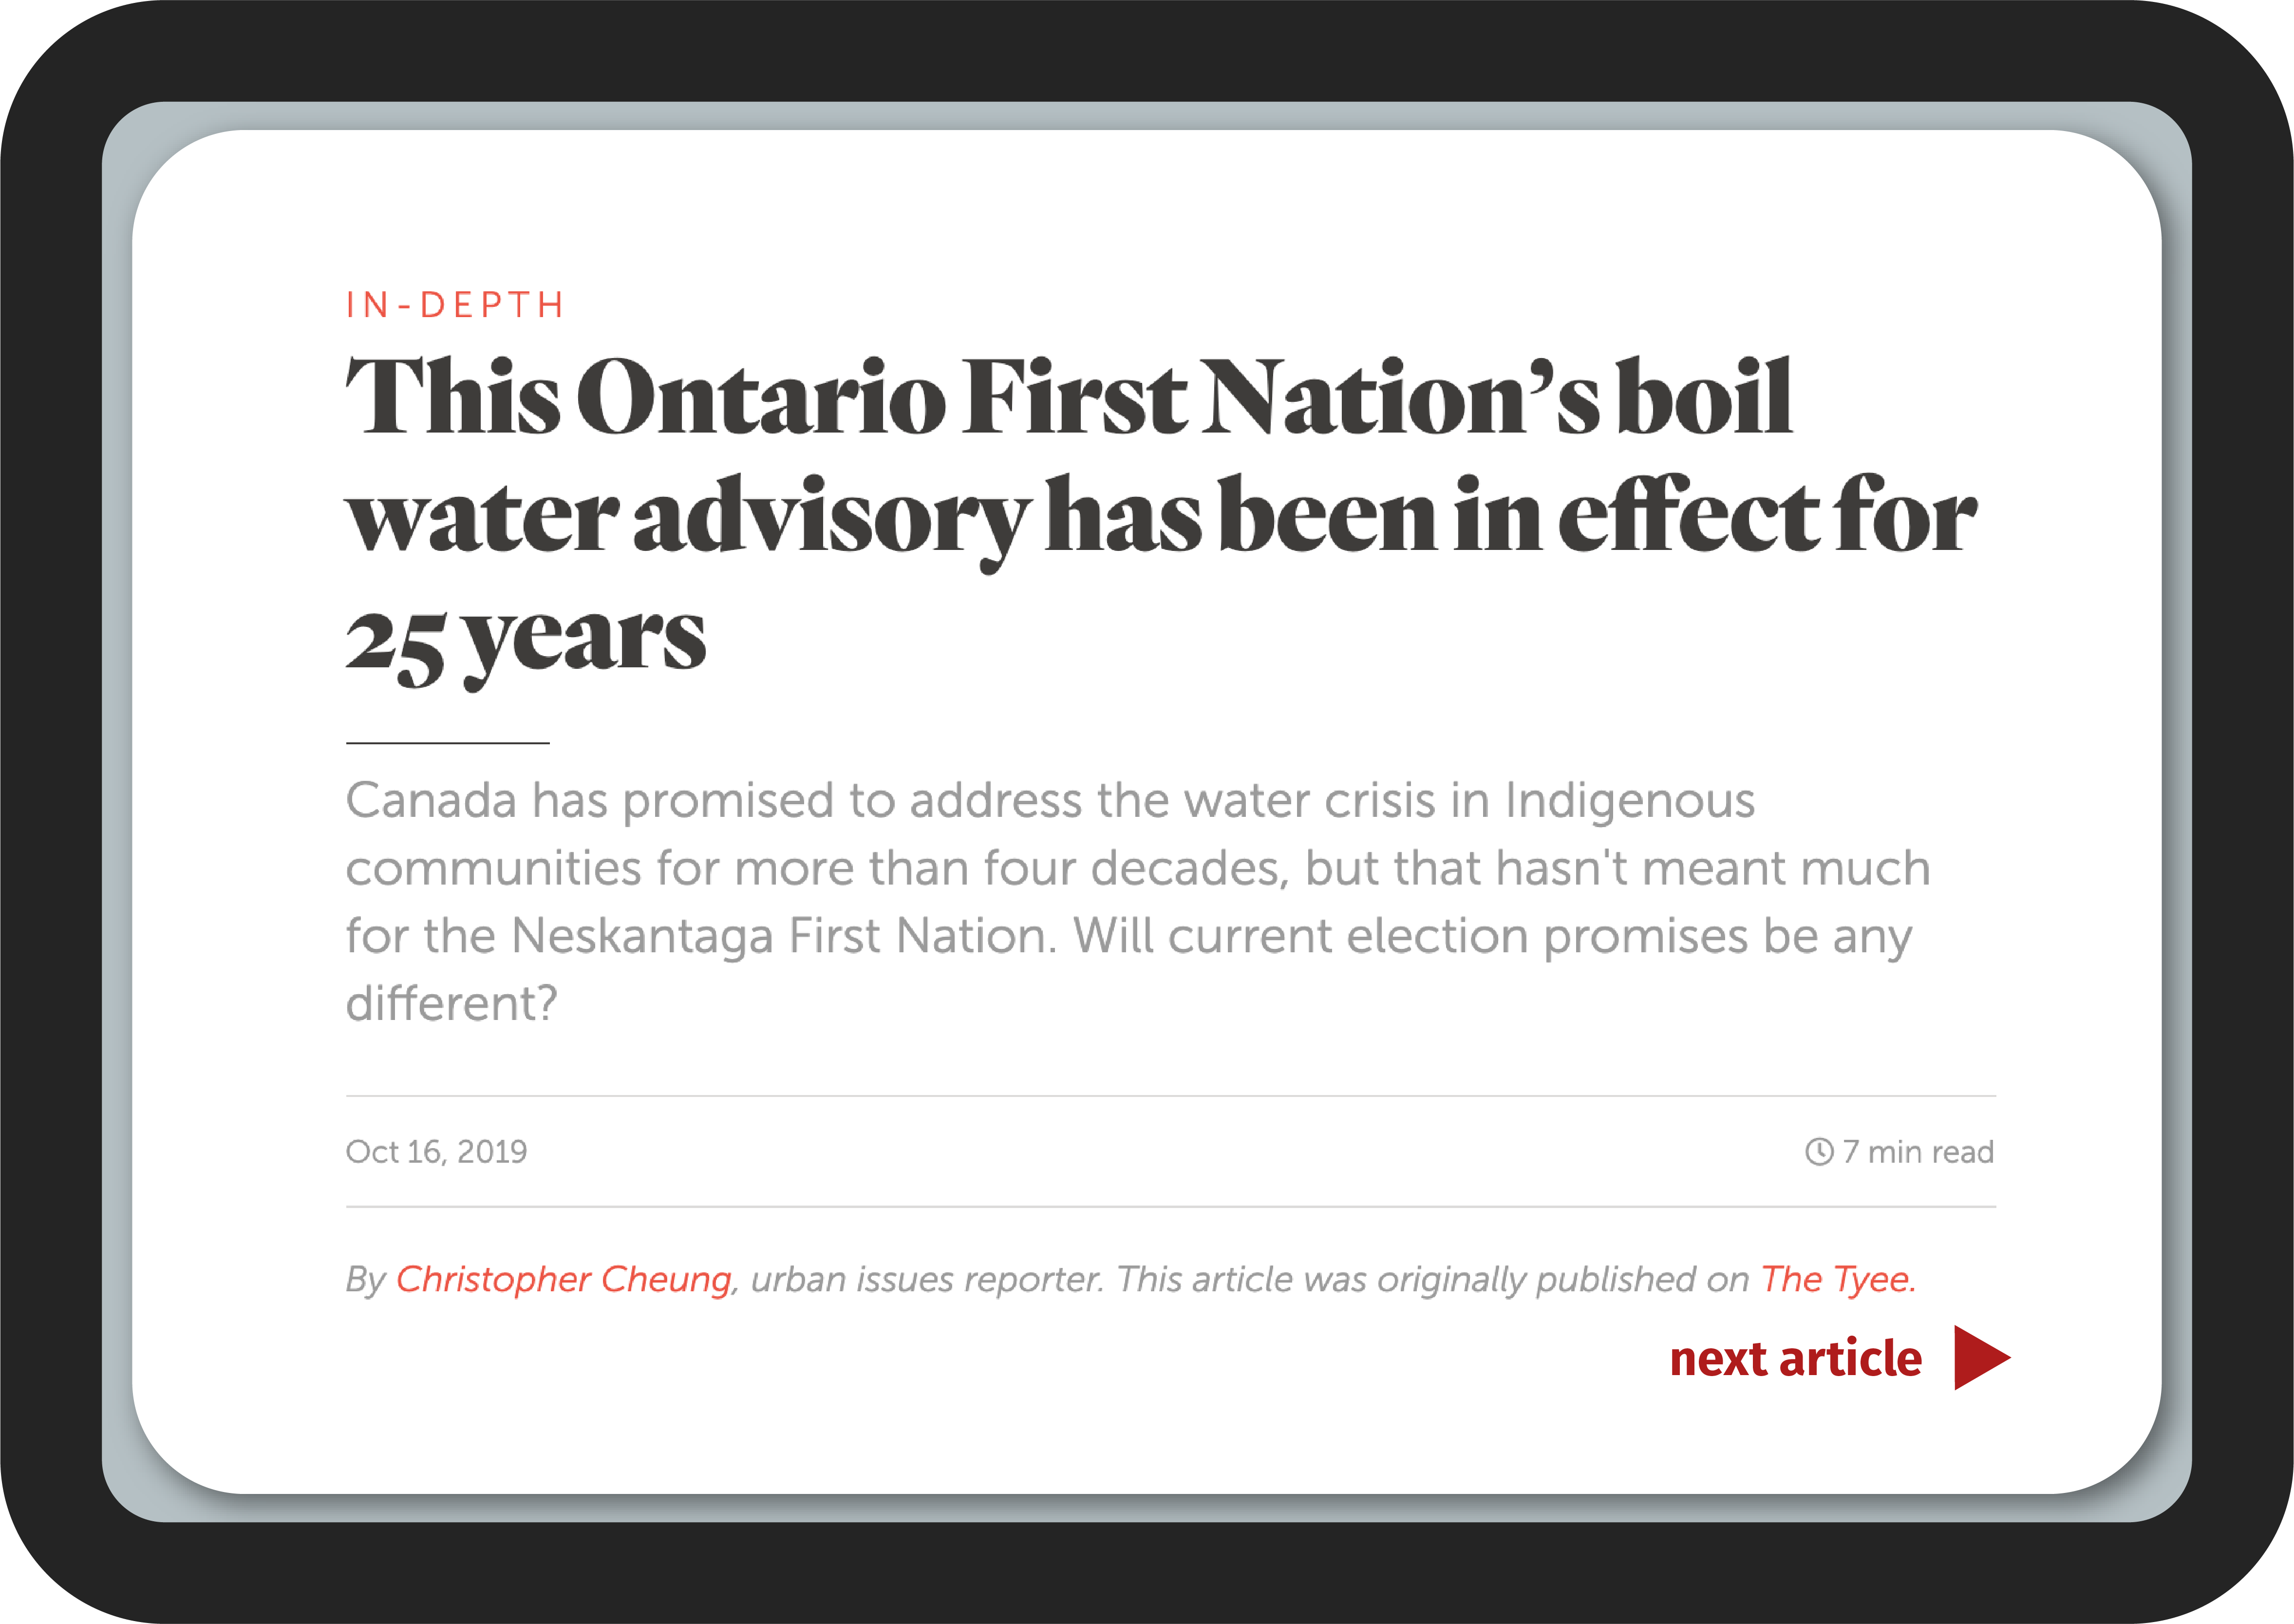 IN-DEPTH
This Ontario First Nation’s boil
water advisory has been in effect for
25 years
Canada has promised to address the water crisis in Indigenous
communities for more than four decades, but that hasn't meant much
for the Neskantaga First Nation. Will current election promises be any
different?
Oct 16, 2019
7 min read
By Christopher Cheung, urban issues reporter. This article was originally published on The Tyee.
next article